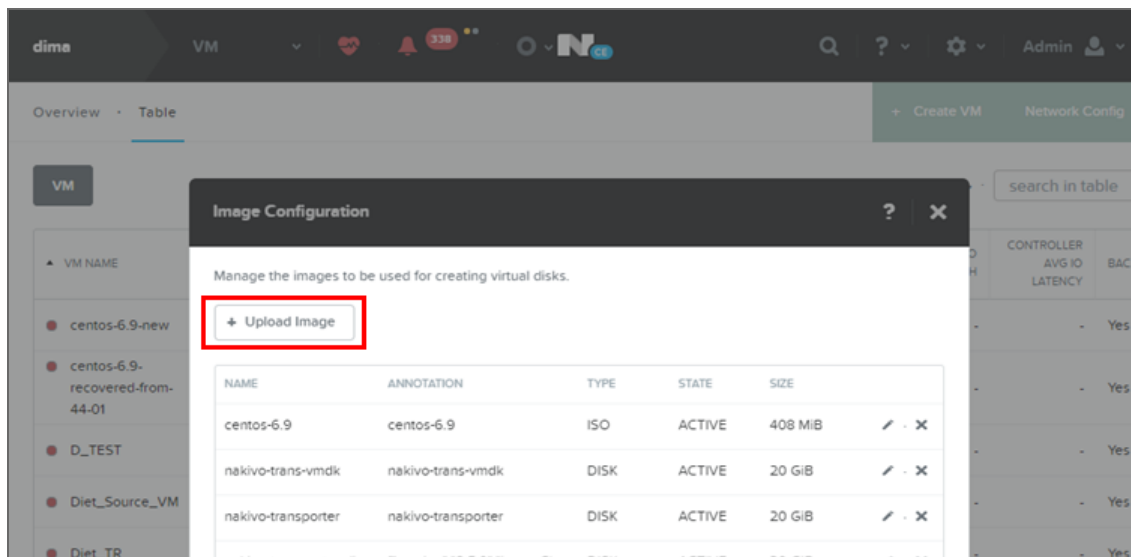 dima
VM
338
N CE
?
Admin
Overview · Table
+ Create VM
Network Config
VM
search in table
Image Configuration
?
Manage the images to be used for creating virtual disks.
+ Upload Image
VM NAME
CONTROLLER
AVG IO
LATENCY
BAC
NAME ANNOTATION TYPE STATE SIZE
centos-6.9 centos-6.9 ISO ACTIVE 408 MiB
nakivo-trans-vmdk nakivo-trans-vmdk DISK ACTIVE 20 GiB
nakivo-transporter nakivo-transporter DISK ACTIVE 20 GiB
centos-6.9-new - - Yes
centos-6.9-
recovered-from-
44-01
- - Yes
D_TEST - Yes
Diet_Source_VM - - Yes
Diet_TR - - Yes